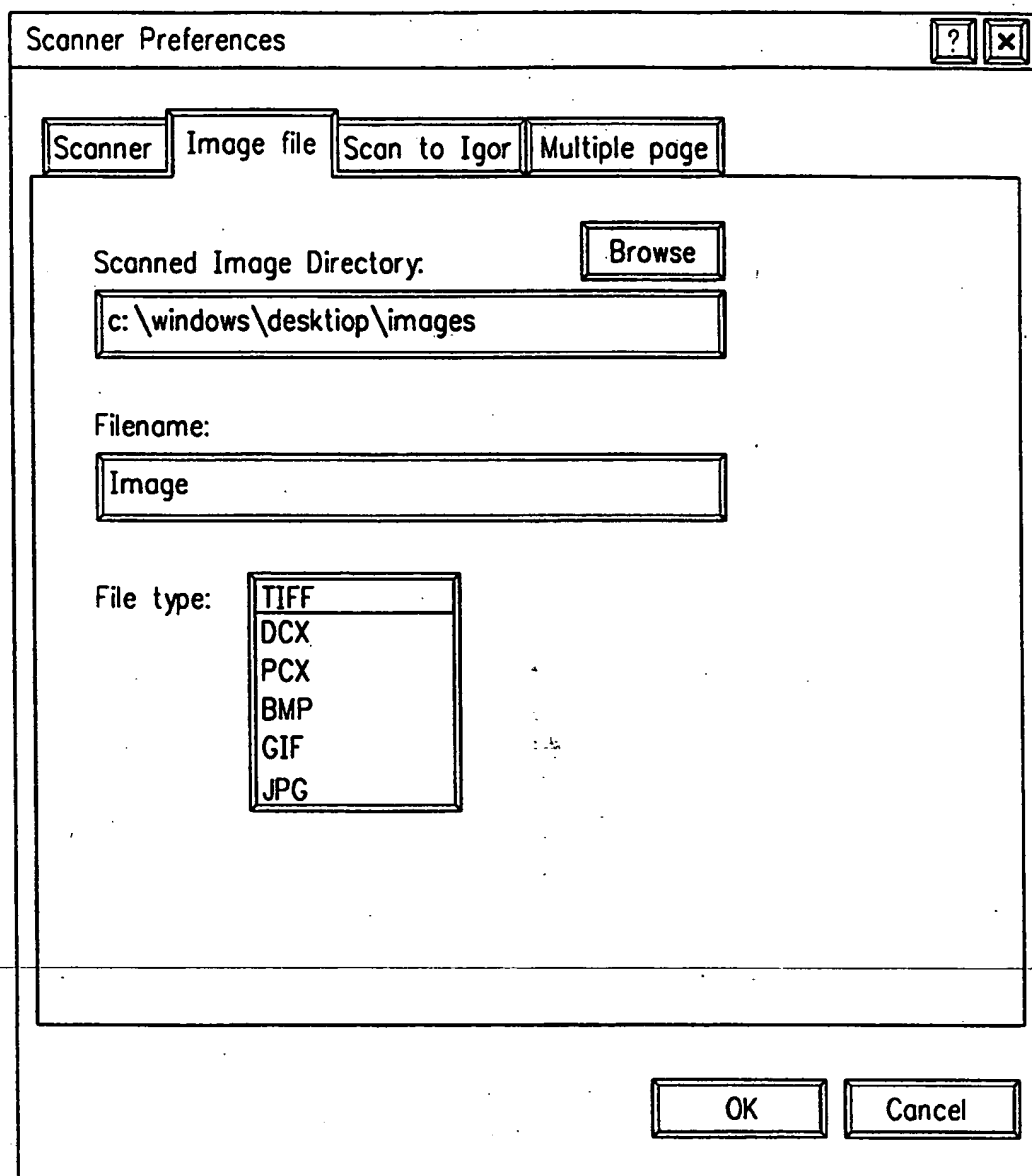 Scanner Preferences ? ×
Scanner Image file Scan to Igor Multiple page
Scanned Image Directory: Browse
c:\windows\desktiop\images
Filename:
Image
File type: TIFF
DCX
PCX
BMP
GIF
JPG
OK Cancel